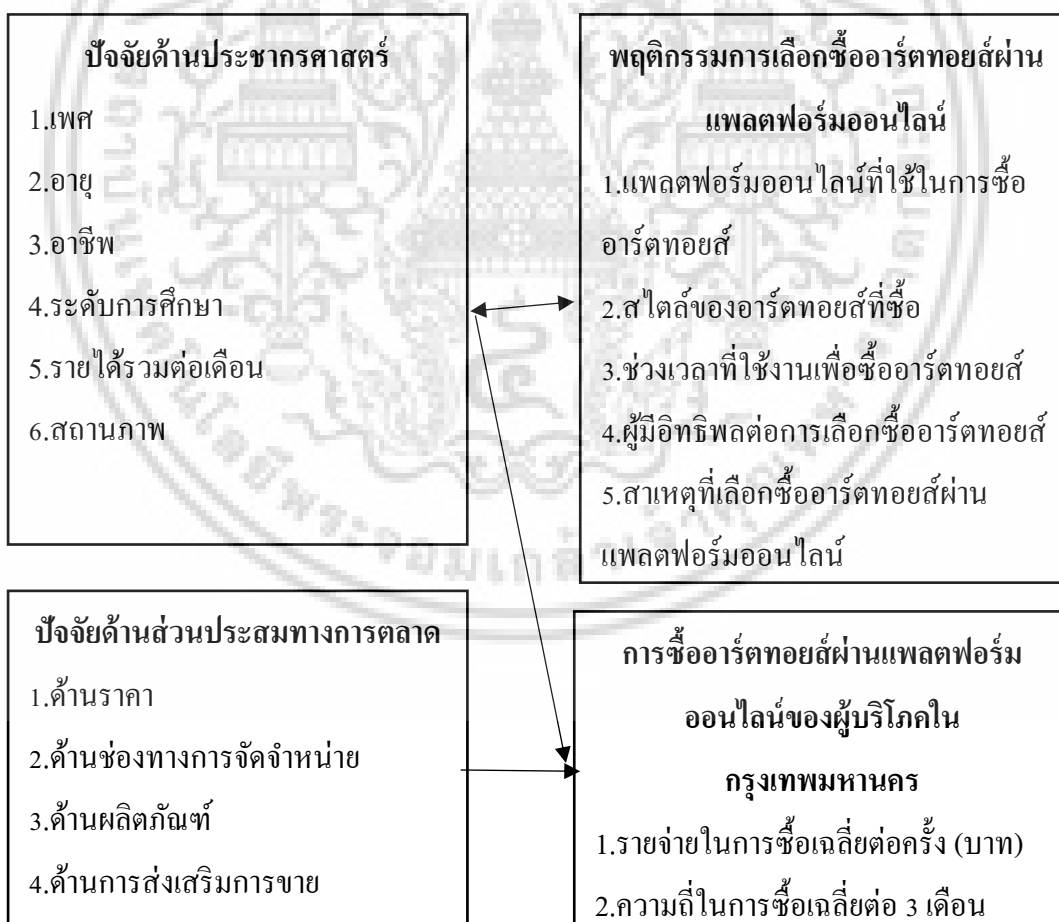 ปัจจัยด้านประชากรศาสตร์
1.เพศ
2.อายุ
3.อาชีพ
4.ระดับการศึกษา
5.รายได้รวมต่อเดือน
6.สถานภาพ
พฤติกรรมการเลือกซื้ออาร์ตทอยส์ผ่าน
แพลตฟอร์มออนไลน์
1.แพลตฟอร์มออนไลน์ที่ใช้ในการซื้อ
อาร์ตทอยส์
2.สไตล์ของอาร์ตทอยส์ที่ซื้อ
3.ช่วงเวลาที่ใช้งานเพื่อซื้ออาร์ตทอยส์
4.ผู้มีอิทธิพลต่อการเลือกซื้ออาร์ตทอยส์
5.สาเหตุที่เลือกซื้ออาร์ตทอยส์ผ่าน
แพลตฟอร์มออนไลน์
ปัจจัยด้านส่วนประสมทางการตลาด
1.ด้านราคา
2.ด้านช่องทางการจัดจำหน่าย
3.ด้านผลิตภัณฑ์
4.ด้านการส่งเสริมการขาย
การซื้ออาร์ตทอยส์ผ่านแพลตฟอร์ม
ออนไลน์ของผู้บริโภคใน
กรุงเทพมหานคร
1.รายจ่ายในการซื้อเฉลี่ยต่อครั้ง (บาท)
2.ความถี่ในการซื้อเฉลี่ยต่อ 3 เดือน